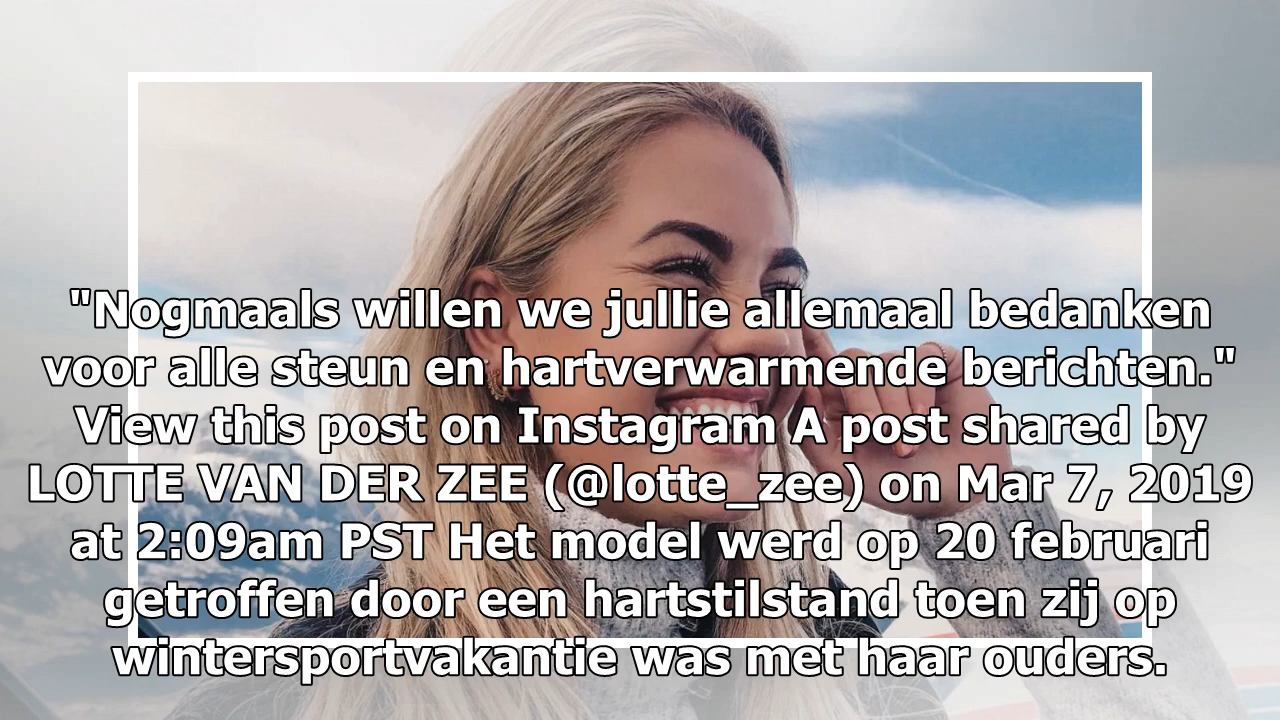 "Nogmaals willen we jullie allemaal bedanken
voor alle steun en hartverwarmende berichten."
View this post on Instagram A post shared by
LOTTE VAN DER ZEE (@lotte_zee) on Mar 7, 2019
at 2:09am PST Het model werd op 20 februari
getroffen door een hartstilstand toen zij op
wintersportvakantie was met haar ouders.